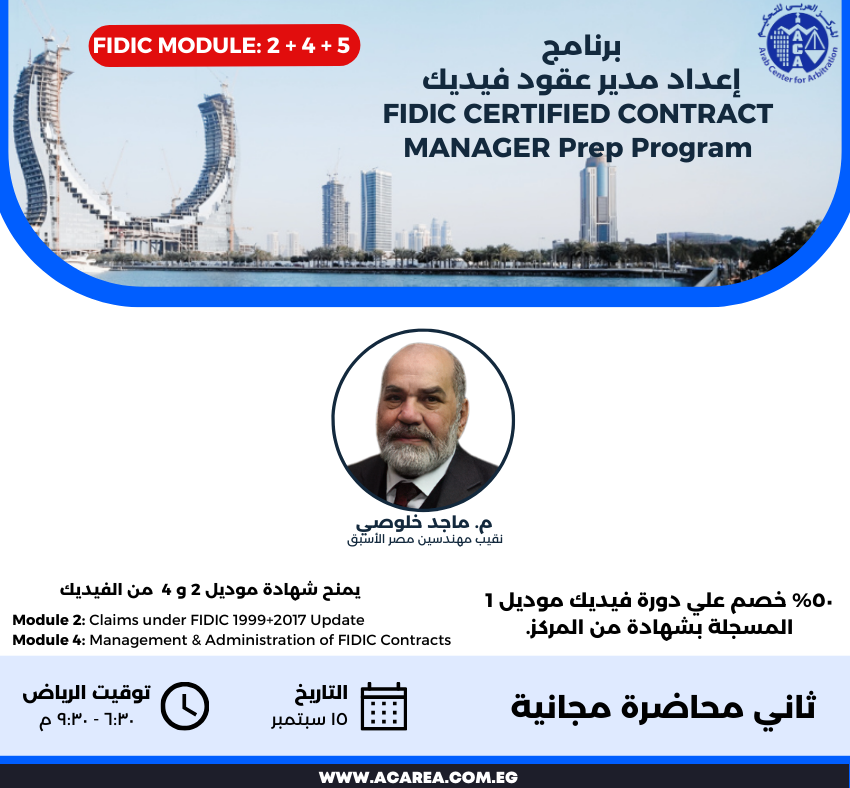 FIDIC MODULE: 2 + 4 + 5
برنامج
إعداد مدير عقود فيديك
FIDIC CERTIFIED CONTRACT
MANAGER Prep Program
المركز العربي للتحكيم
ACA
Arab Center for Arbitration
م. ماجد خلوصي
نقيب مهندسين مصر الأسبق
يمنح شهادة موديل 2 و 4 من الفيديك
Module 2: Claims under FIDIC 1999+2017 Update
Module 4: Management & Administration of FIDIC Contracts
٥٠% خصم علي دورة فيديك موديل 1
المسجلة بشهادة من المركز.
ثاني محاضرة مجانية
التاريخ
١٥ سبتمبر
توقيت الرياض
٦:٣٠ - ٩:٣٠ م
WWW.ACAREA.COM.EG